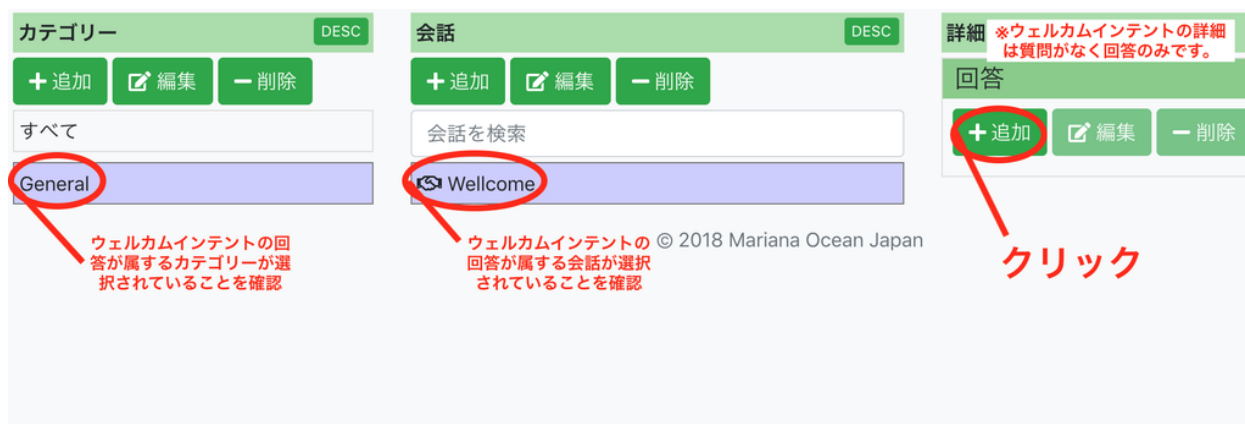 カテゴリー
DESC
追加
編集
削除
すべて
General
ウェルカムインテントの回
答が属するカテゴリーが選
択されていることを確認
会話
DESC
追加
編集
削除
会話を検索
Wellcome
ウェルカムインテントの
回答が属する会話が選択
されていることを確認
© 2018 Mariana Ocean Japan
詳細
※ウェルカムインテントの詳細
は質問がなく回答のみです。
回答
追加
編集
削除
クリック